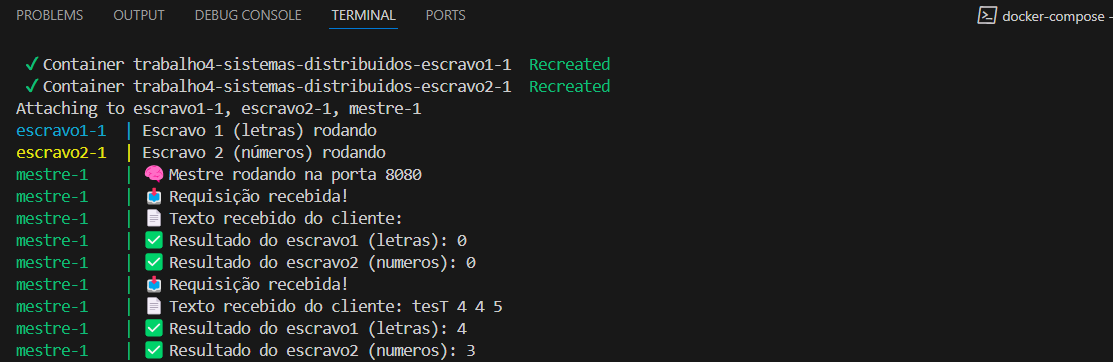 PROBLEMS OUTPUT DEBUG CONSOLE TERMINAL PORTS docker-compose -
✓ Container trabalho4-sistemas-distribuidos-escravo1-1 Recreated
✓ Container trabalho4-sistemas-distribuidos-escravo2-1 Recreated
Attaching to escravo1-1, escravo2-1, mestre-1
escravo1-1 | Escravo 1 (letras) rodando
escravo2-1 | Escravo 2 (números) rodando
mestre-1 | 🧠 Mestre rodando na porta 8080
mestre-1 | 📥 Requisição recebida!
mestre-1 | 📄 Texto recebido do cliente:
mestre-1 | ✅ Resultado do escravo1 (letras): 0
mestre-1 | ✅ Resultado do escravo2 (numeros): 0
mestre-1 | 📥 Requisição recebida!
mestre-1 | 📄 Texto recebido do cliente: tesT 4 4 5
mestre-1 | ✅ Resultado do escravo1 (letras): 4
mestre-1 | ✅ Resultado do escravo2 (numeros): 3